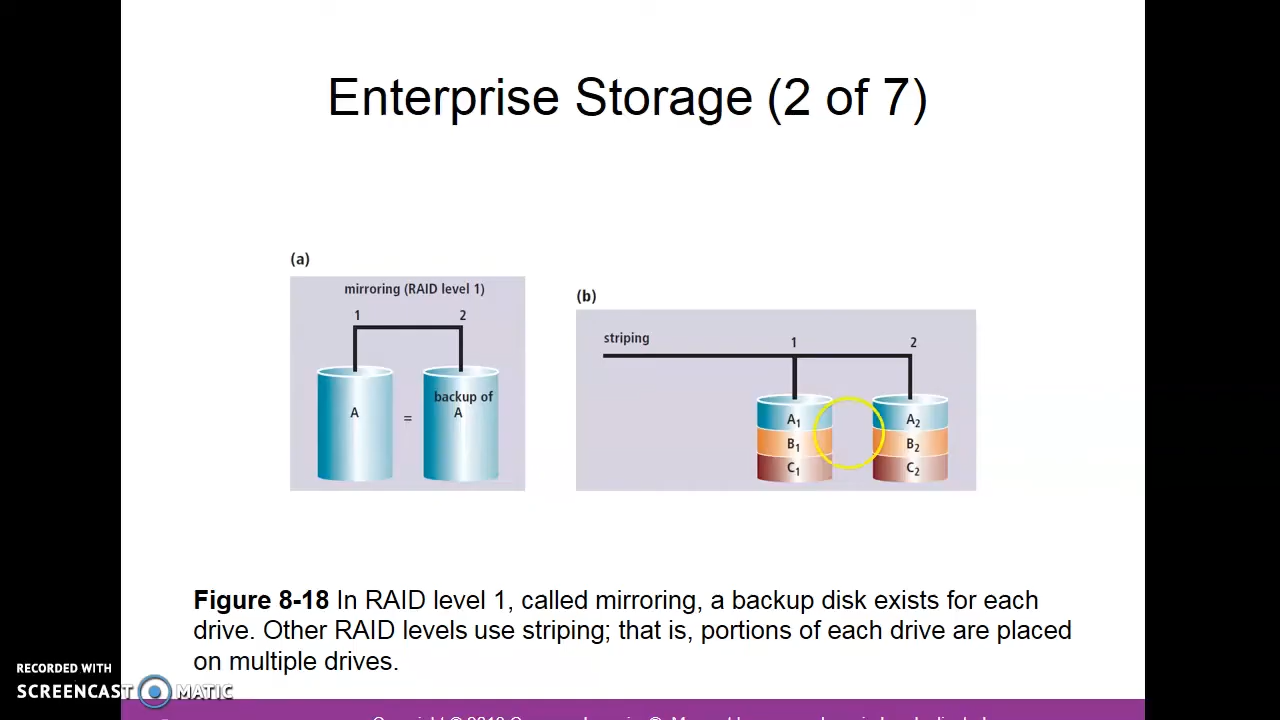 Enterprise Storage (2 of 7)
(a)
mirroring (RAID level 1)
1 2
A = backup of A
(b)
striping
1 2
A1 A2
B1 B2
C1 C2
Figure 8-18 In RAID level 1, called mirroring, a backup disk exists for each
drive. Other RAID levels use striping; that is, portions of each drive are placed
on multiple drives.
RECORDED WITH
SCREENCAST MATIC